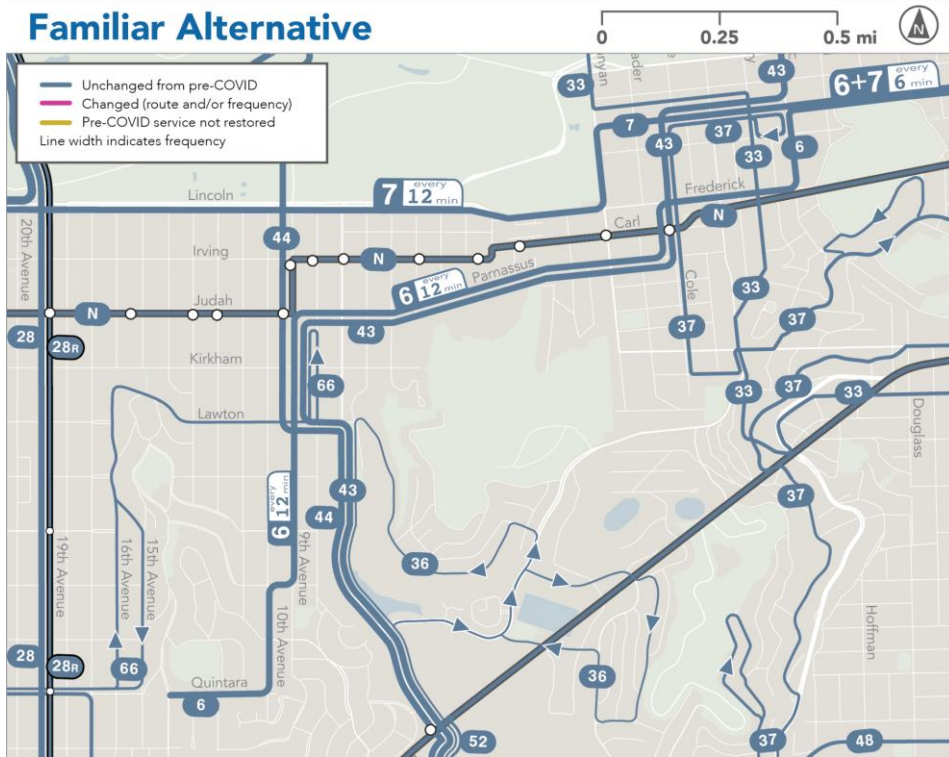 Familiar Alternative
0 0.25 0.5 mi
N
Unchanged from pre-COVID
Changed (route and/or frequency)
Pre-COVID service not restored
Line width indicates frequency
33
43
6+7 every 6 min
7
43
37
33
6
Lincoln
7 every 12 min
Frederick
20th Avenue
44
Irving
N
Carl
N
6 every 12 min
Parnassus
Cole
33
Judah
N
43
37
37
28
28R
Kirkham
66
33
37
33
Lawton
Douglass
6 every 12 min
43
44
37
19th Avenue
16th Avenue
15th Avenue
9th Avenue
36
10th Avenue
Hoffman
28
28R
66
Quintara
6
36
52
37
48